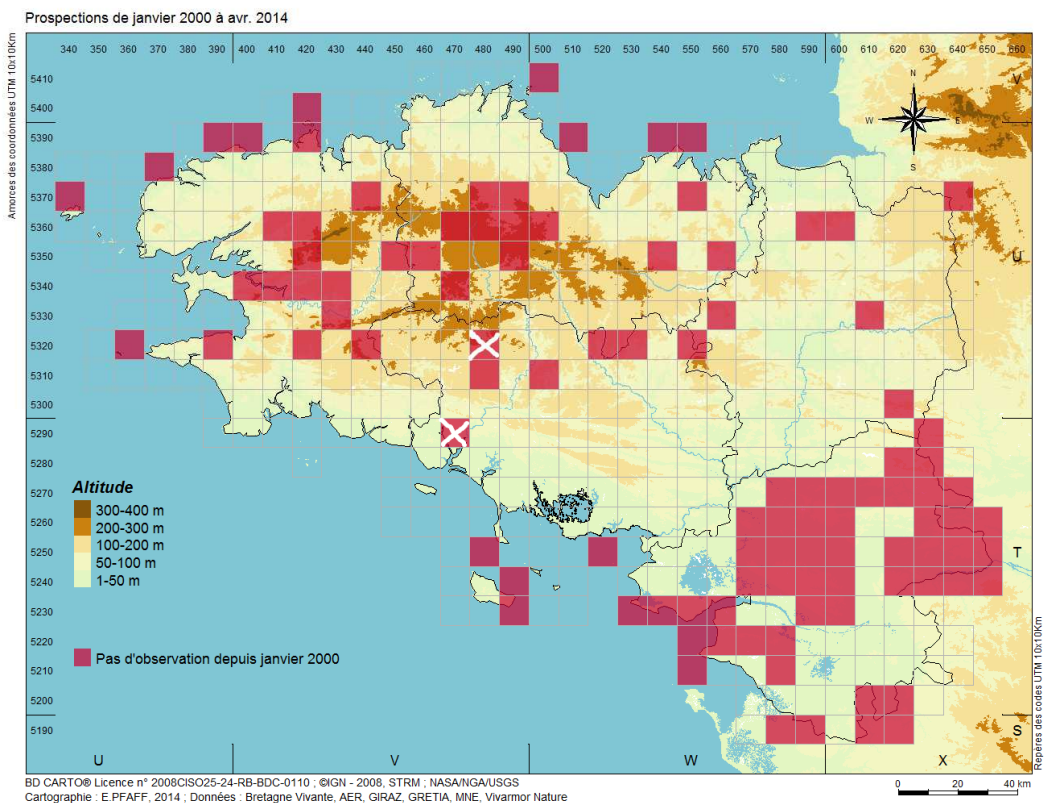 Prospections de janvier 2000 à avr. 2014
Amorces des coordonnées UTM 10x10Km
340 350 360 370 380 390 400 410 420 430 440 450 460 470 480 490 500 510 520 530 540 550 560 570 580 590 600 610 620 630 640 650 660
5410
5400
5390
5380
5370
5360
5350
5340
5330
5320
5310
5300
5290
5280
5270
5260
5250
5240
5230
5220
5210
5200
5190
N
W E
S
V
U
T
S
Altitude
300-400 m
200-300 m
100-200 m
50-100 m
1-50 m
Pas d'observation depuis janvier 2000
U V W X
Repères des codes UTM 10x10Km
BD CARTO® Licence n° 2008CISO25-24-RB-BDC-0110 ; ©IGN - 2008, STRM ; NASA/NGA/USGS
Cartographie : E.PFAFF, 2014 ; Données : Bretagne Vivante, AER, GIRAZ, GRETIA, MNE, Vivarmor Nature
0 20 40 km